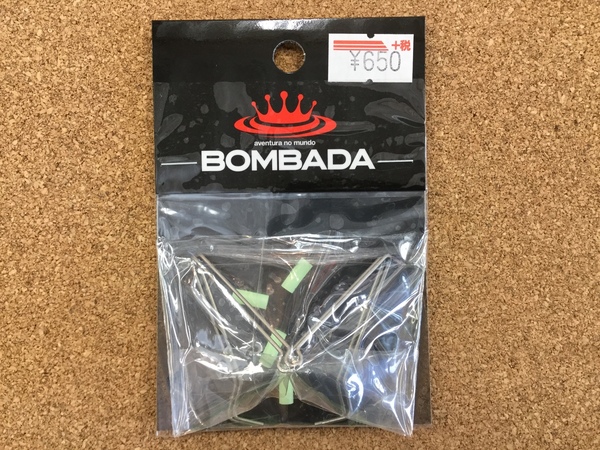 +税
¥650
aventura no mundo
BOMBADA